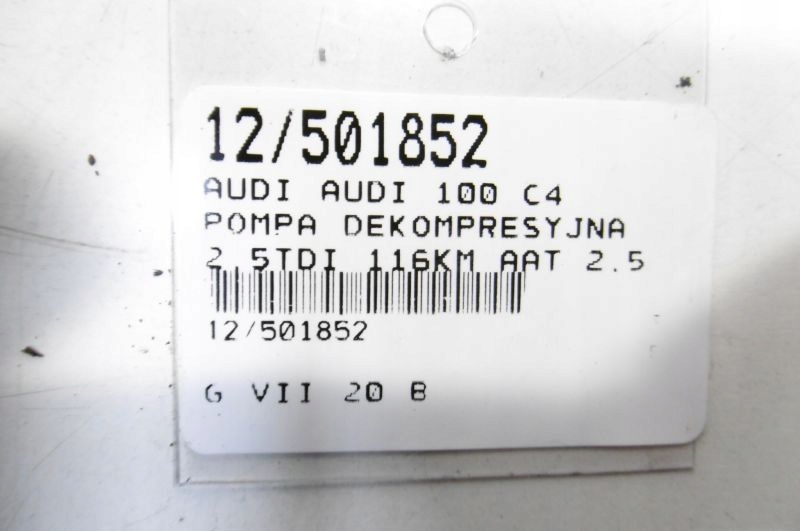 12/501852
AUDI AUDI 100 C4
POMPA DEKOMPRESYJNA
2.5TDI 116KM AAT 2.5
12/501852
G VII 20 B